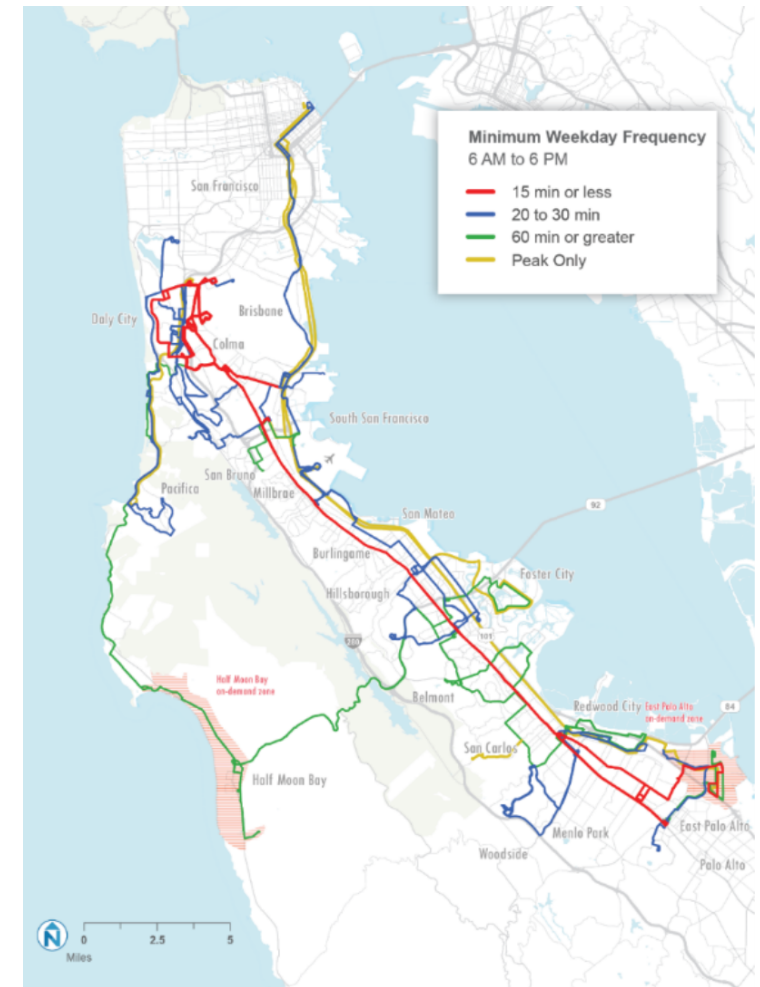 Minimum Weekday Frequency
6 AM to 6 PM
15 min or less
20 to 30 min
60 min or greater
Peak Only
San Francisco
Daly City
Brisbane
Colma
South San Francisco
San Bruno
Pacifica
Millbrae
San Mateo
92
Burlingame
Foster City
Hillsborough
101
280
Half Moon Bay
on-demand zone
Belmont
Redwood City
East Palo Alto
on-demand zone
84
San Carlos
Half Moon Bay
East Palo Alto
Menlo Park
Woodside
Palo Alto
N
0 2.5 5
Miles